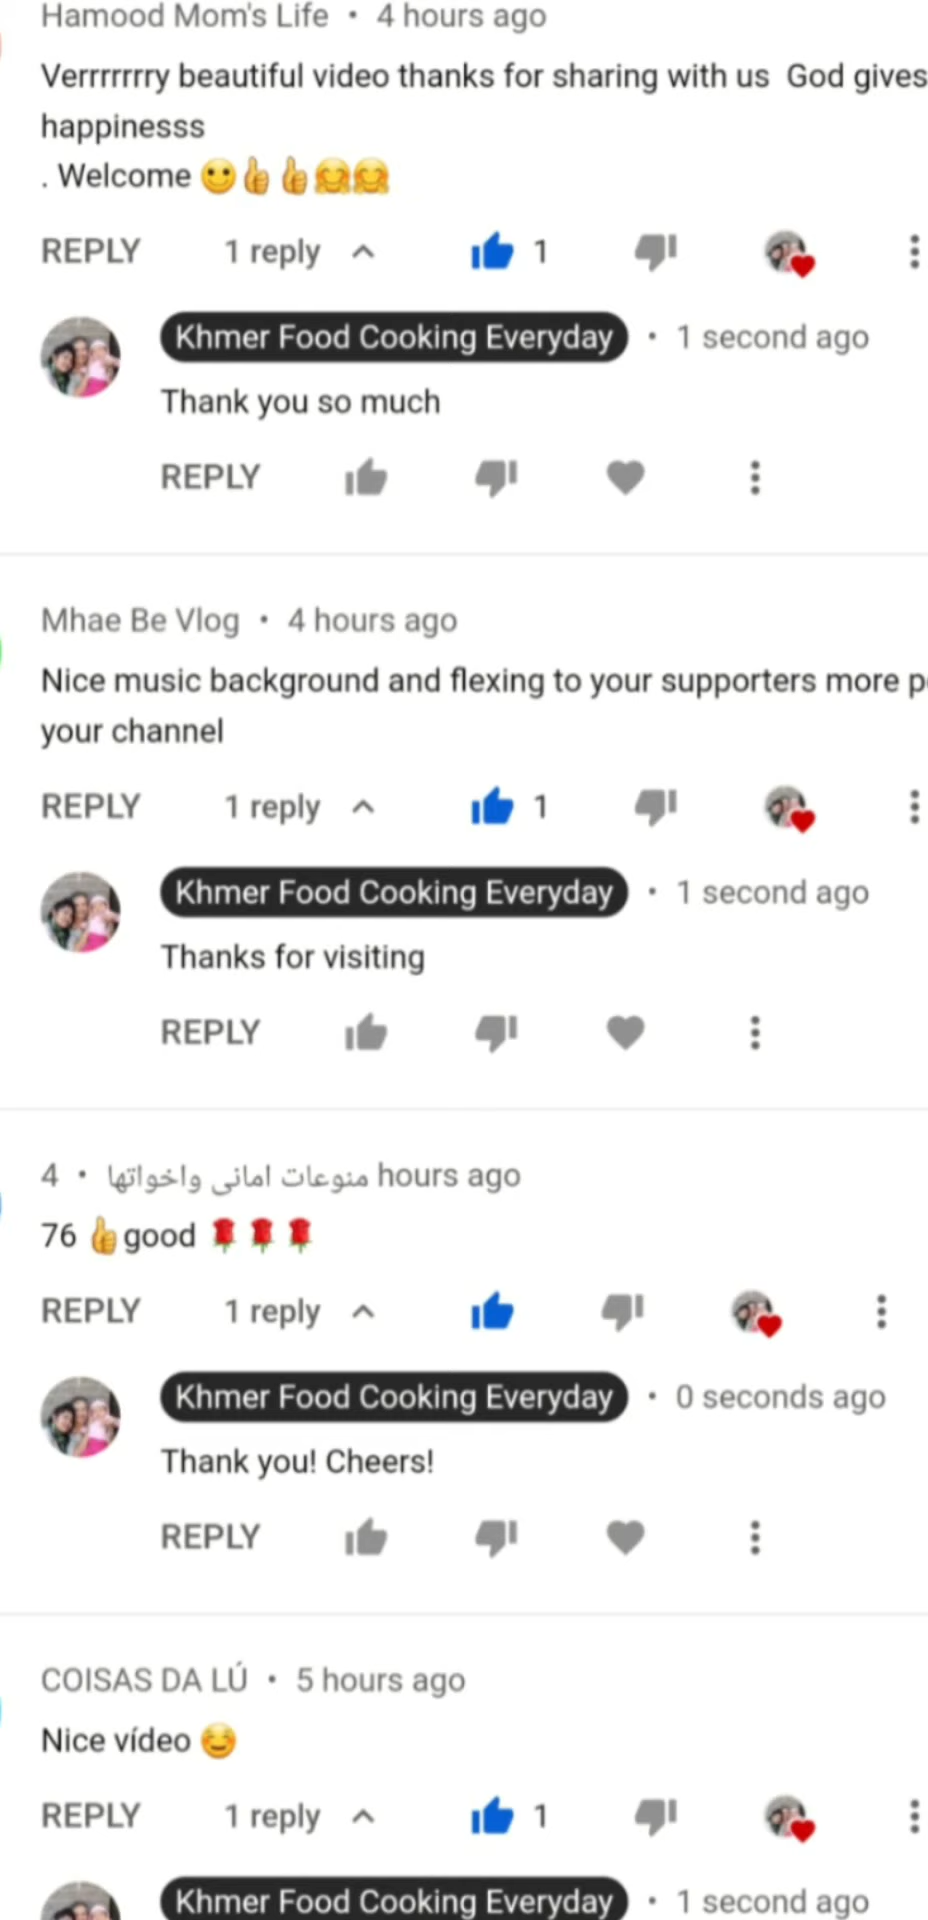 Hamood Mom's Life • 4 hours ago
Verrrrrrry beautiful video thanks for sharing with us God gives
happinesss
. Welcome 🙂👍👍🤗🤗
REPLY 1 reply 1
Khmer Food Cooking Everyday • 1 second ago
Thank you so much
REPLY
Mhae Be Vlog • 4 hours ago
Nice music background and flexing to your supporters more
your channel
REPLY 1 reply 1
Khmer Food Cooking Everyday • 1 second ago
Thanks for visiting
REPLY
4 • منوعات امانى واخواتها hours ago
76 👍good 🌹🌹🌹
REPLY 1 reply
Khmer Food Cooking Everyday • 0 seconds ago
Thank you! Cheers!
REPLY
COISAS DA LÚ • 5 hours ago
Nice vídeo ☺️
REPLY 1 reply 1
Khmer Food Cooking Everyday • 1 second ago